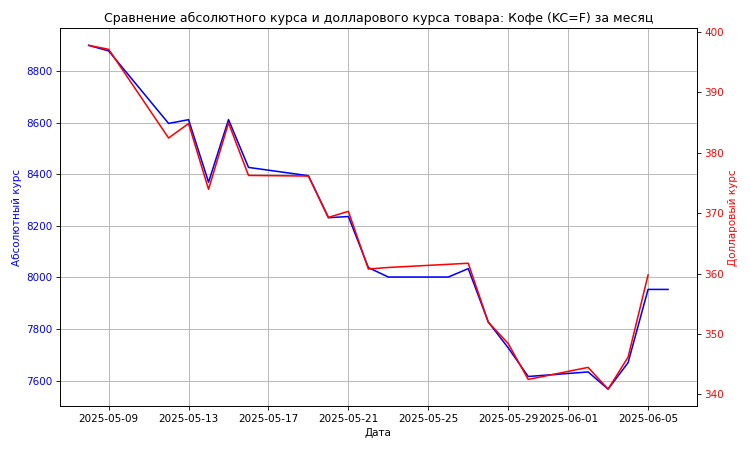 Сравнение абсолютного курса и долларового курса товара: Кофе (KC=F) за месяц
Абсолютный курс
8800
8600
8400
8200
8000
7800
7600
400
390
380
370
360
350
340
Долларовый курс
2025-05-09 2025-05-13 2025-05-17 2025-05-21 2025-05-25 2025-05-29 2025-06-01 2025-06-05
Дата